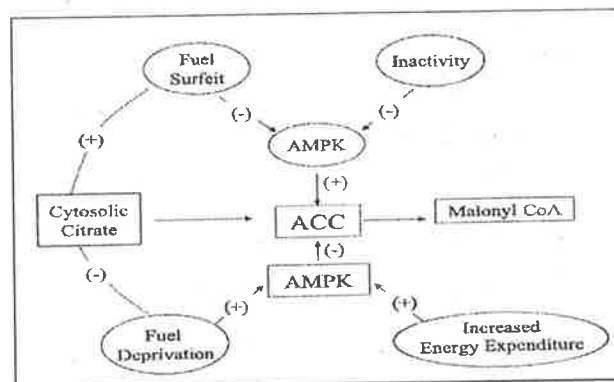 Fuel
Surfeit
Inactivity
(-)
(-)
(+)
AMPK
(+)
Cytosolic
Citrate
ACC
Malonyl CoA
(-)
(-)
AMPK
(+)
(+)
Fuel
Deprivation
Increased
Energy Expenditure